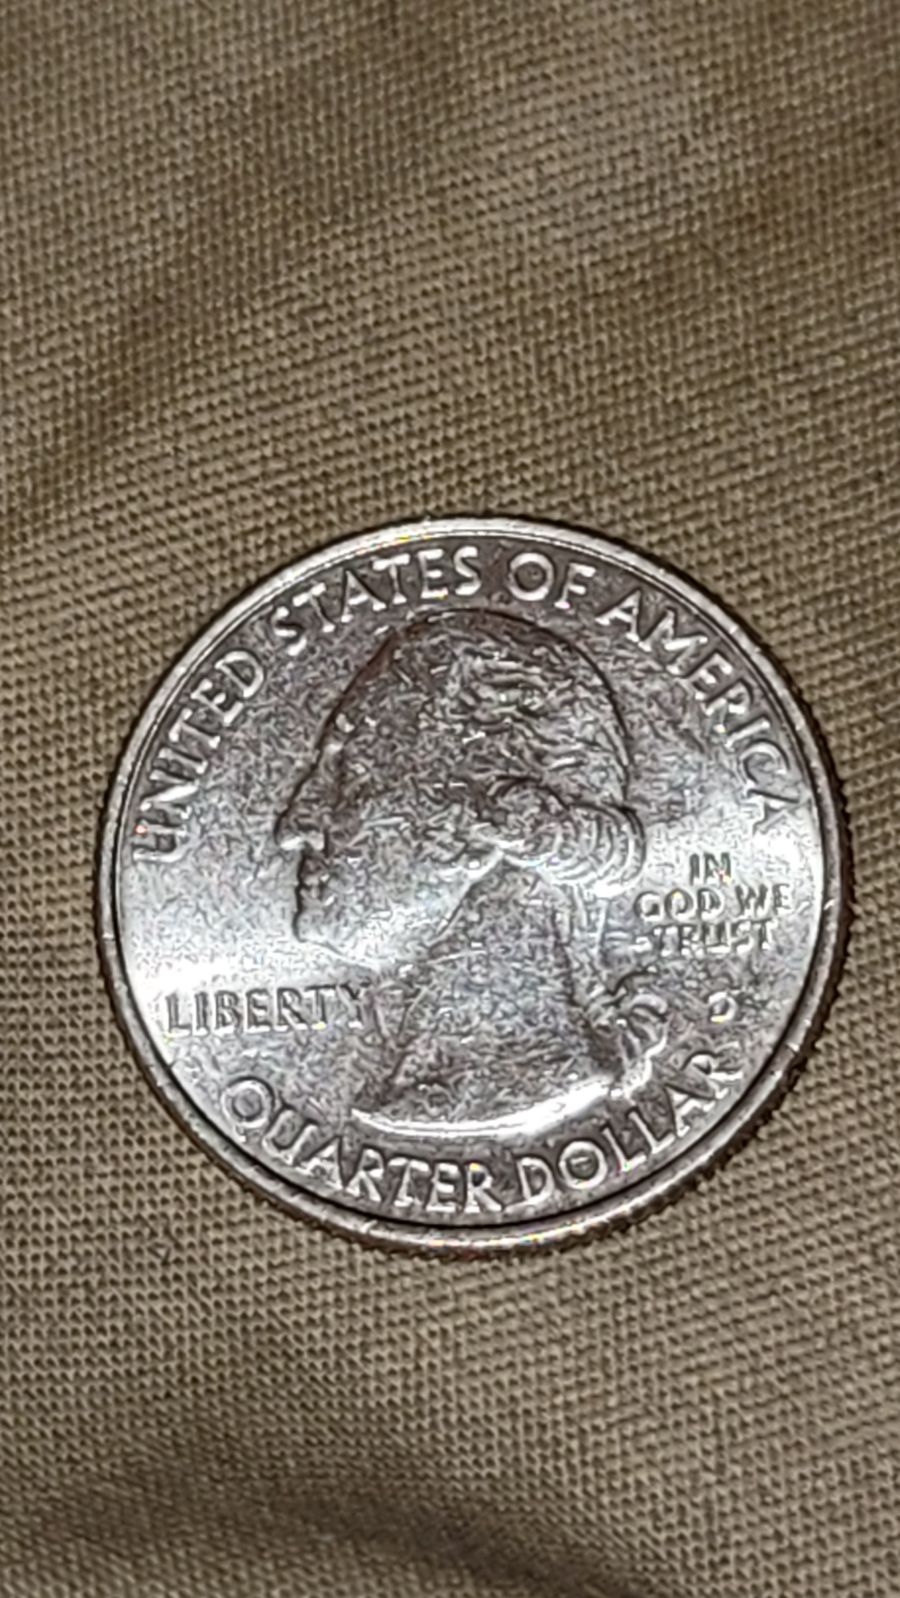 UNITED STATES OF AMERICA
LIBERTY
IN
GOD WE
TRUST
D
QUARTER DOLLAR